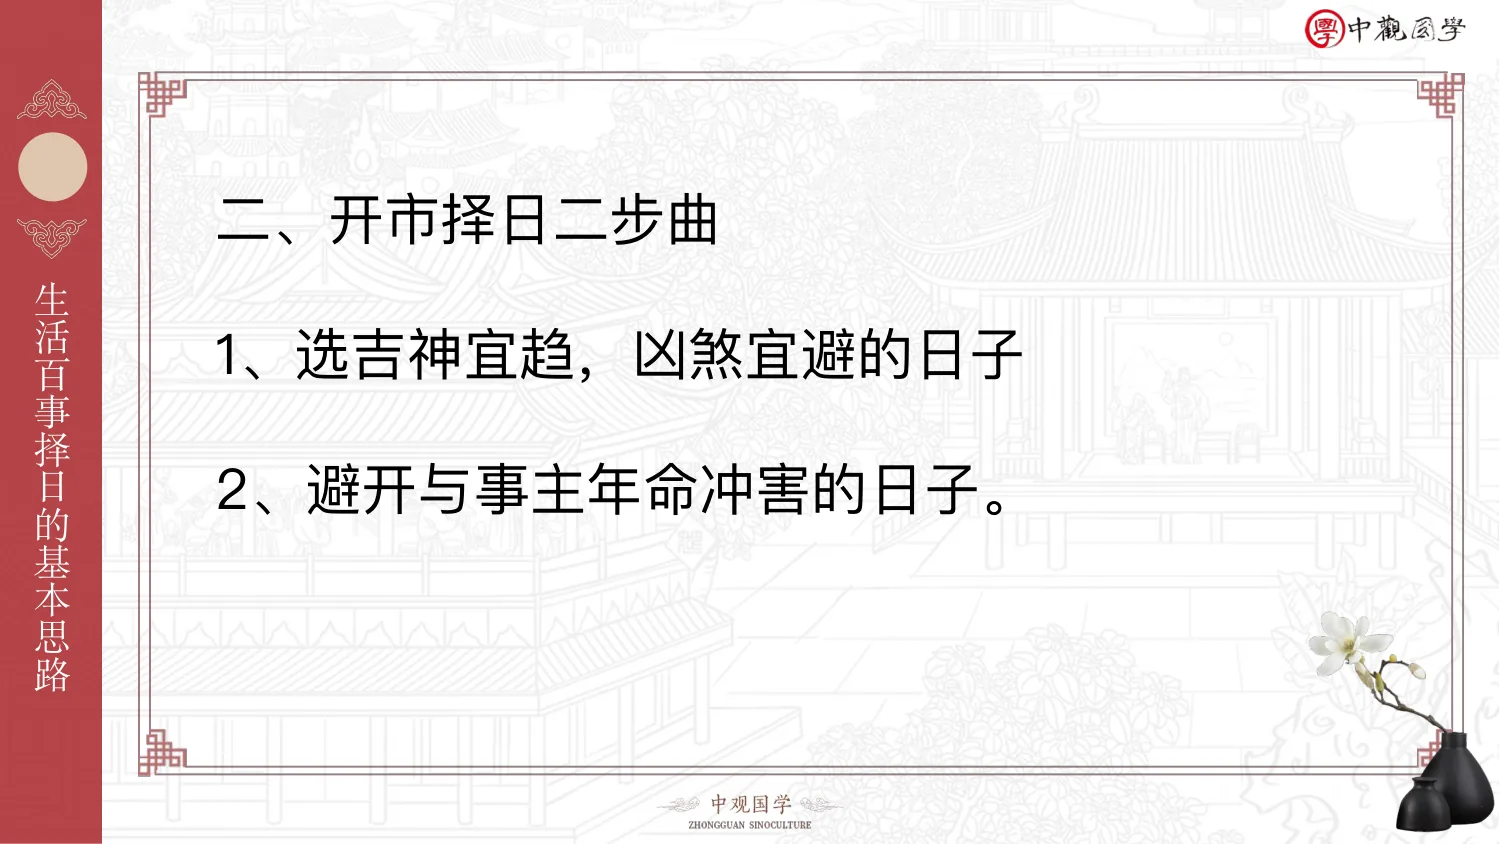 學中觀国学
生活百事择日的基本思路
二、开市择日二步曲
1、选吉神宜趋，凶煞宜避的日子
2、避开与事主年命冲害的日子。
中观国学
ZHONGGUAN SINOCULTURE